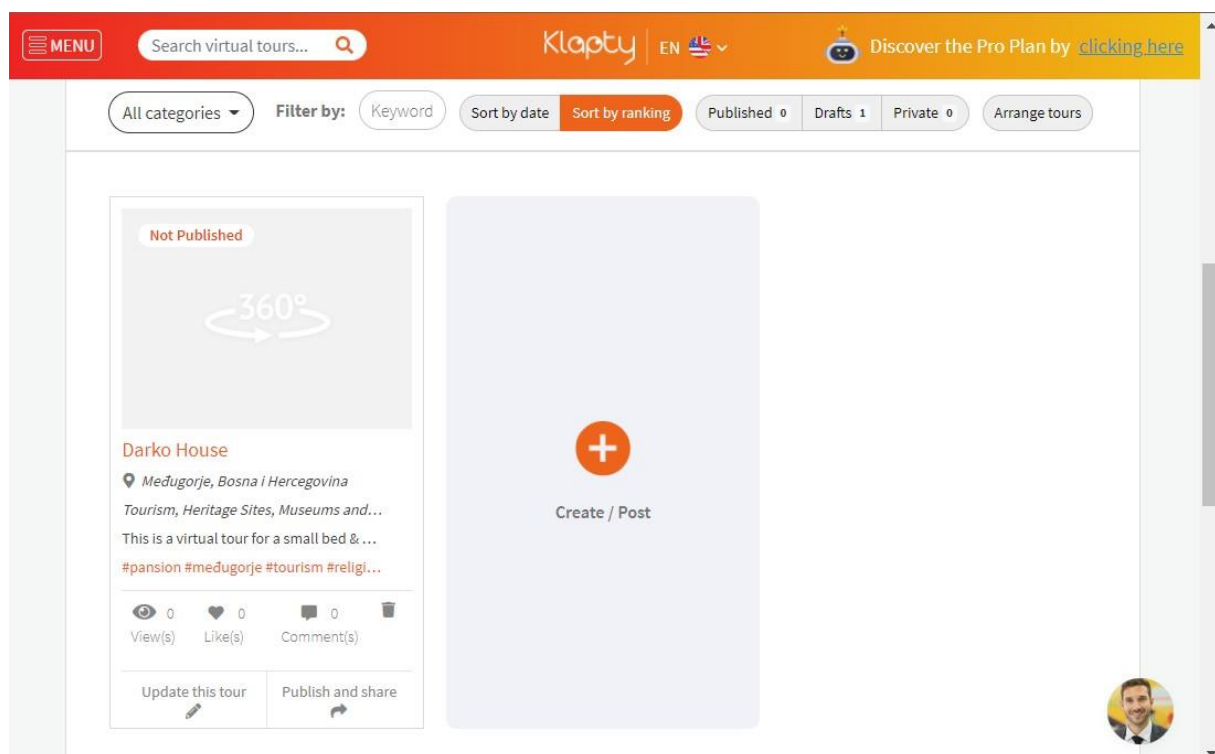 MENU
Search virtual tours...
Klapty
EN
Discover the Pro Plan by clicking here
All categories
Filter by:
Keyword
Sort by date
Sort by ranking
Published 0
Drafts 1
Private 0
Arrange tours
Not Published
360°
Darko House
Međugorje, Bosna i Hercegovina
Tourism, Heritage Sites, Museums and...
This is a virtual tour for a small bed & ...
#pansion #međugorje #tourism #religi...
0 View(s)
0 Like(s)
0 Comment(s)
Update this tour
Publish and share
Create / Post